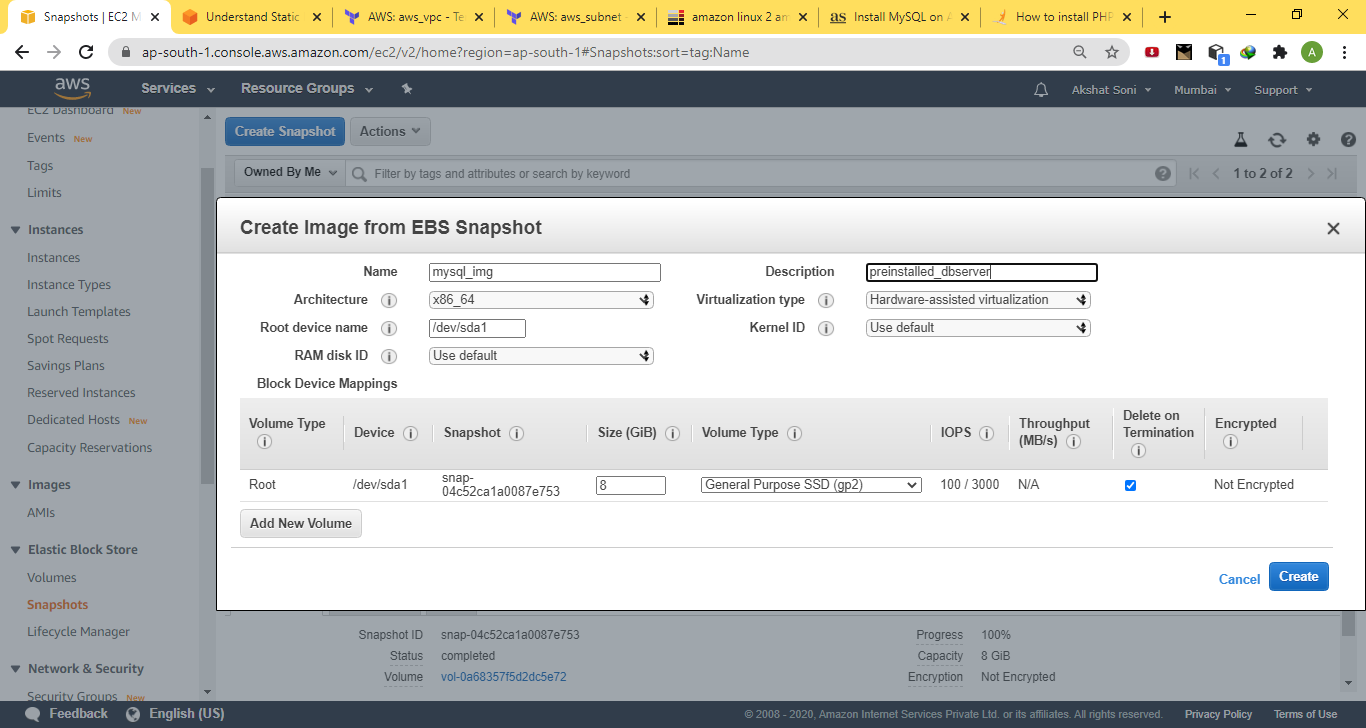 Snapshots | EC2 M
Understand Static
AWS: aws_vpc - Te
AWS: aws_subnet -
amazon linux 2 am
as Install MySQL on A
How to install PHP
ap-south-1.console.aws.amazon.com/ec2/v2/home?region=ap-south-1#Snapshots:sort=tag:Name
1
A
aws
Services
Resource Groups
Akshat Soni
Mumbai
Support
EC2 Dashboard New
Events New
Tags
Limits
Instances
Instances
Instance Types
Launch Templates
Spot Requests
Savings Plans
Reserved Instances
Dedicated Hosts New
Capacity Reservations
Images
AMIs
Elastic Block Store
Volumes
Snapshots
Lifecycle Manager
Network & Security
Security Groups New
Create Snapshot
Actions
Owned By Me
Filter by tags and attributes or search by keyword
1 to 2 of 2
Create Image from EBS Snapshot
Name mysql_img
Description preinstalled_dbserver
Architecture x86_64
Virtualization type Hardware-assisted virtualization
Root device name /dev/sda1
Kernel ID Use default
RAM disk ID Use default
Block Device Mappings
Volume Type
Device
Snapshot
Size (GiB)
Volume Type
IOPS
Throughput
(MB/s)
Delete on
Termination
Encrypted
Root
/dev/sda1
snap-
04c52ca1a0087e753
8
General Purpose SSD (gp2)
100 / 3000
N/A
Not Encrypted
Add New Volume
Cancel
Create
Snapshot ID snap-04c52ca1a0087e753
Progress 100%
Status completed
Capacity 8 GiB
Volume vol-0a68357f5d2dc5e72
Encryption Not Encrypted
Feedback
English (US)
© 2008 - 2020, Amazon Internet Services Private Ltd. or its affiliates. All rights reserved.
Privacy Policy
Terms of Use